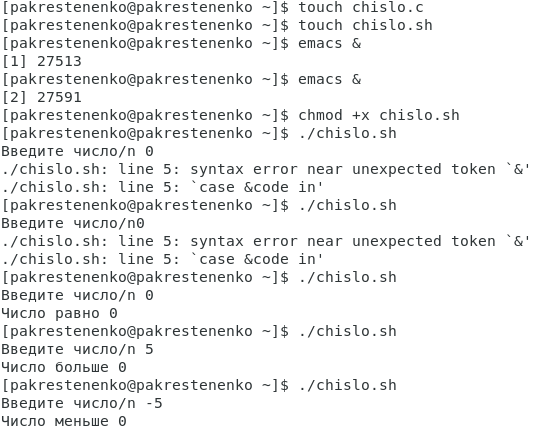 [pakrestenenko@pakrestenenko ~]$ touch chislo.c
[pakrestenenko@pakrestenenko ~]$ touch chislo.sh
[pakrestenenko@pakrestenenko ~]$ emacs &
[1] 27513
[pakrestenenko@pakrestenenko ~]$ emacs &
[2] 27591
[pakrestenenko@pakrestenenko ~]$ chmod +x chislo.sh
[pakrestenenko@pakrestenenko ~]$ ./chislo.sh
Введите число/n 0
./chislo.sh: line 5: syntax error near unexpected token `&'
./chislo.sh: line 5: `case &code in'
[pakrestenenko@pakrestenenko ~]$ ./chislo.sh
Введите число/n0
./chislo.sh: line 5: syntax error near unexpected token `&'
./chislo.sh: line 5: `case &code in'
[pakrestenenko@pakrestenenko ~]$ ./chislo.sh
Введите число/n 0
Число равно 0
[pakrestenenko@pakrestenenko ~]$ ./chislo.sh
Введите число/n 5
Число больше 0
[pakrestenenko@pakrestenenko ~]$ ./chislo.sh
Введите число/n -5
Число меньше 0